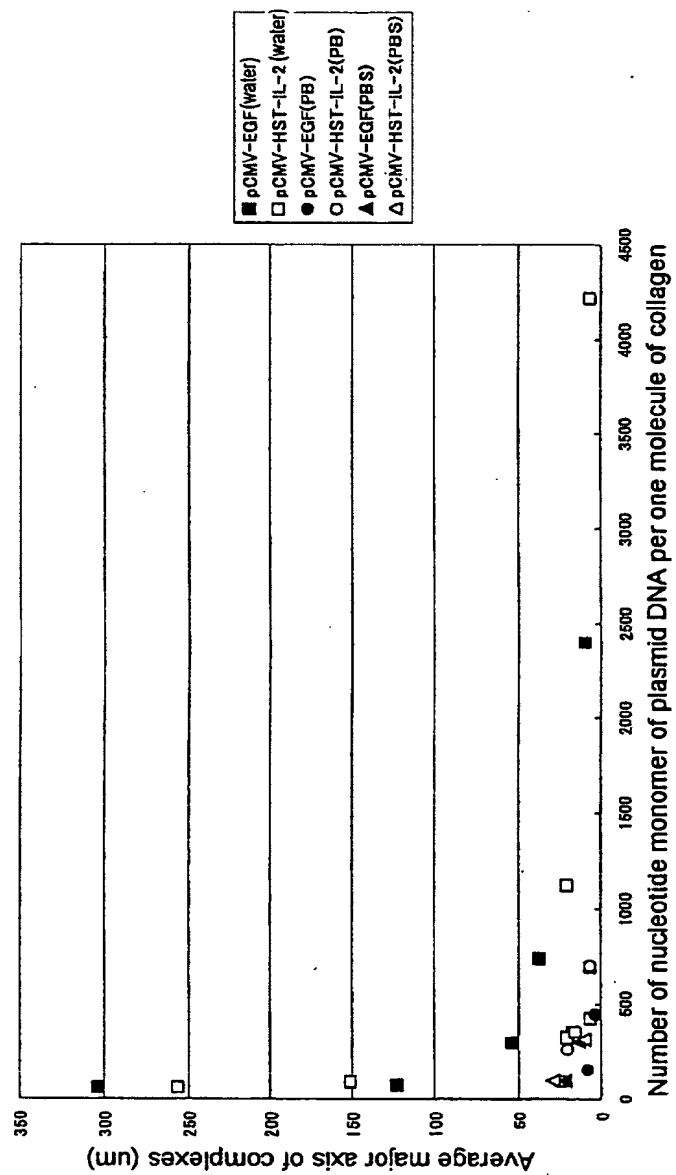 Average major axis of complexes (um)
350
300
250
200
150
100
50
0
0
500
1000
1500
2000
2500
3000
3500
4000
4500
Number of nucleotide monomer of plasmid DNA per one molecule of collagen
pCMV-EGF(water)
pCMV-HST-IL-2 (water)
pCMV-EGF(PB)
pCMV-HST-IL-2(PB)
pCMV-EGF(PBS)
pCMV-HST-IL-2(PBS)